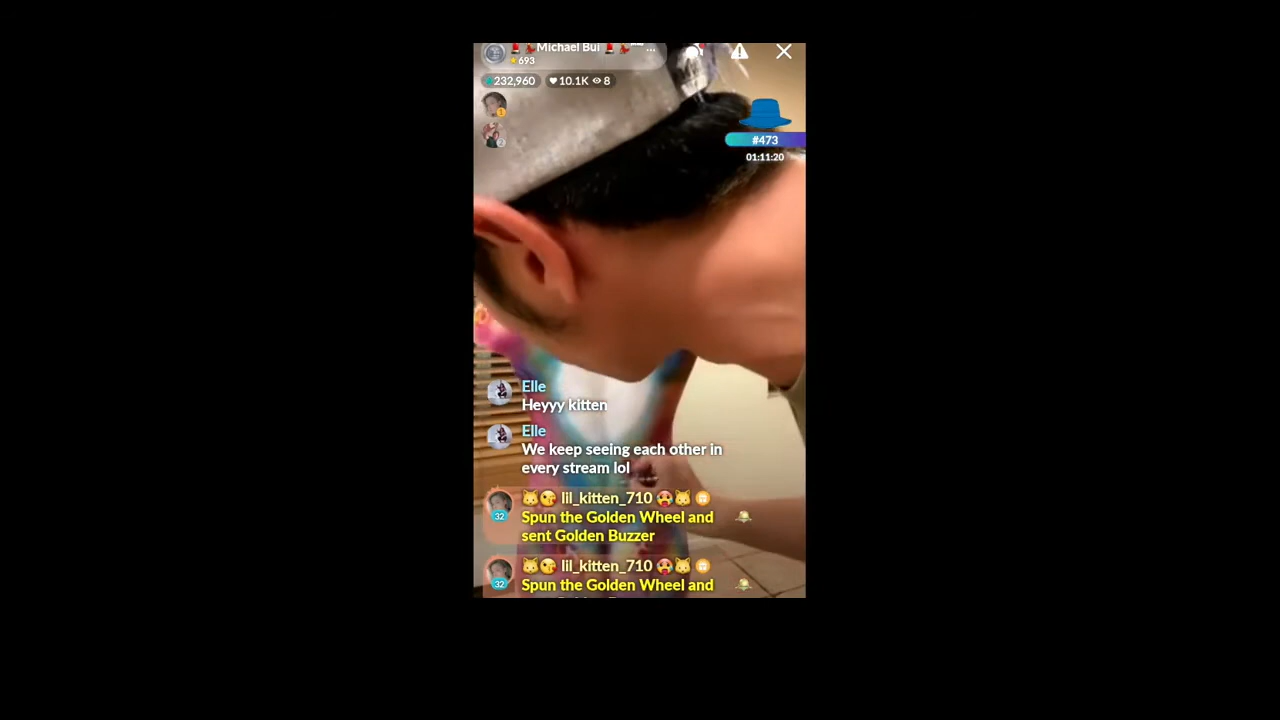 Michael Bui ...
693
232,960 10.1K 8
1
2
#473
01:11:20
Elle
Heyyy kitten
Elle
We keep seeing each other in
every stream lol
lil_kitten_710
32
Spun the Golden Wheel and
sent Golden Buzzer
lil_kitten_710
32
Spun the Golden Wheel and